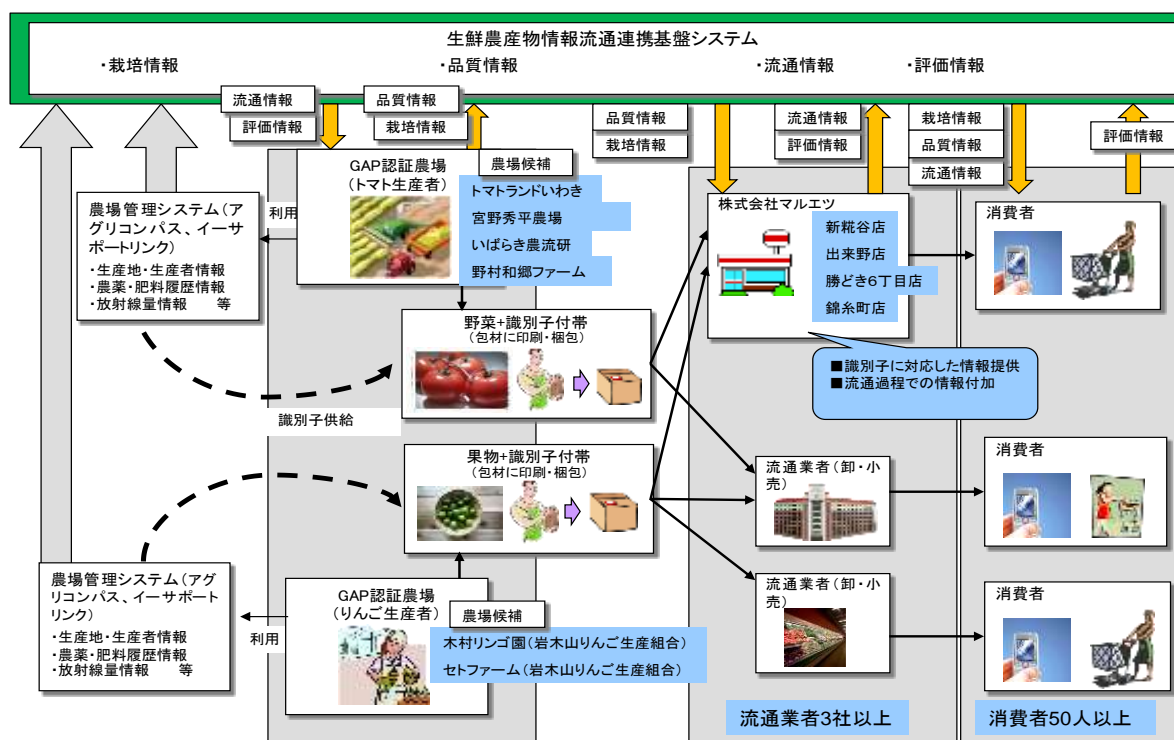 生鮮農産物情報流通連携基盤システム
・栽培情報
・品質情報
・流通情報
・評価情報
流通情報
評価情報
品質情報
栽培情報
品質情報
栽培情報
流通情報
評価情報
栽培情報
品質情報
流通情報
評価情報
GAP認証農場
(トマト生産者)
農場候補
トマトランドいわき
宮野秀平農場
いばらき農流研
野村和郷ファーム
利用
農場管理システム(ア
グリコンパス、イーサ
ポートリンク)
・生産地・生産者情報
・農薬・肥料履歴情報
・放射線量情報 等
株式会社マルエツ
新糀谷店
出来野店
勝どき6丁目店
錦糸町店
消費者
野菜+識別子付帯
(包材に印刷・梱包)
■識別子に対応した情報提供
■流通過程での情報付加
識別子供給
果物+識別子付帯
(包材に印刷・梱包)
流通業者(卸・小
売)
消費者
農場管理システム(アグ
リコンパス、イーサポート
リンク)
・生産地・生産者情報
・農薬・肥料履歴情報
・放射線量情報 等
利用
GAP認証農場
(りんご生産者)
農場候補
木村リンゴ園(岩木山りんご生産組合)
セトファーム(岩木山りんご生産組合)
流通業者(卸・小
売)
消費者
流通業者3社以上
消費者50人以上